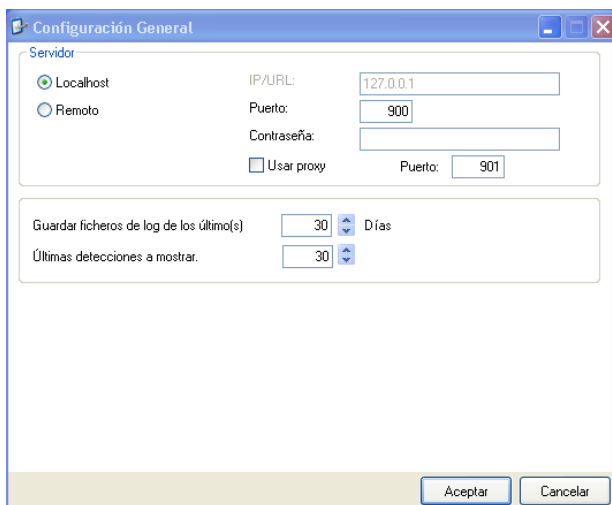 Configuración General
Servidor
Localhost IP/URL: 127.0.0.1
Remoto Puerto: 900
Contraseña:
Usar proxy Puerto: 901
Guardar ficheros de log de los último(s) 30 Días
Últimas detecciones a mostrar. 30
Aceptar Cancelar